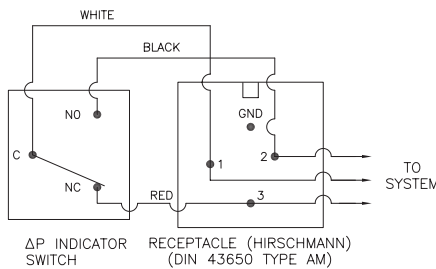 WHITE
BLACK
NO
GND
C
1
2
TO
SYSTEM
NC
RED
3
ΔP INDICATOR
SWITCH
RECEPTACLE (HIRSCHMANN)
(DIN 43650 TYPE AM)